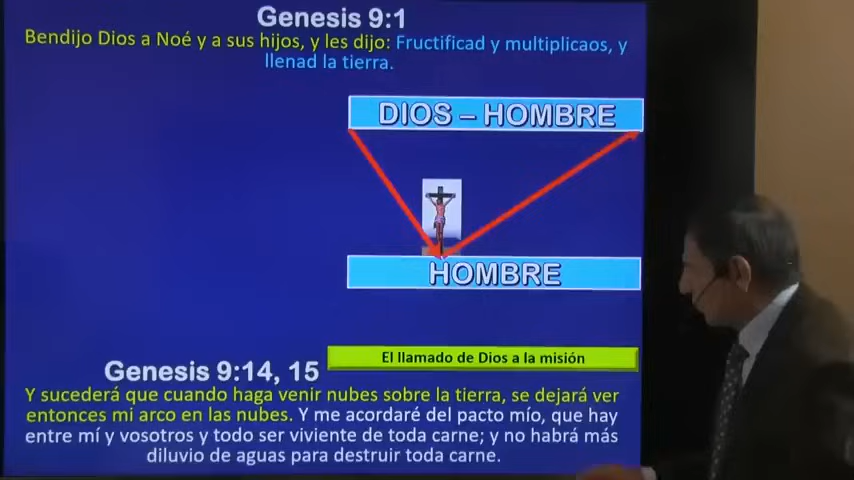 Genesis 9:1
Bendijo Dios a Noé y a sus hijos, y les dijo: Fructificad y multiplicaos, y
llenad la tierra.
DIOS – HOMBRE
HOMBRE
El llamado de Dios a la misión
Genesis 9:14, 15
Y sucederá que cuando haga venir nubes sobre la tierra, se dejará ver
entonces mi arco en las nubes. Y me acordaré del pacto mío, que hay
entre mí y vosotros y todo ser viviente de toda carne; y no habrá más
diluvio de aguas para destruir toda carne.